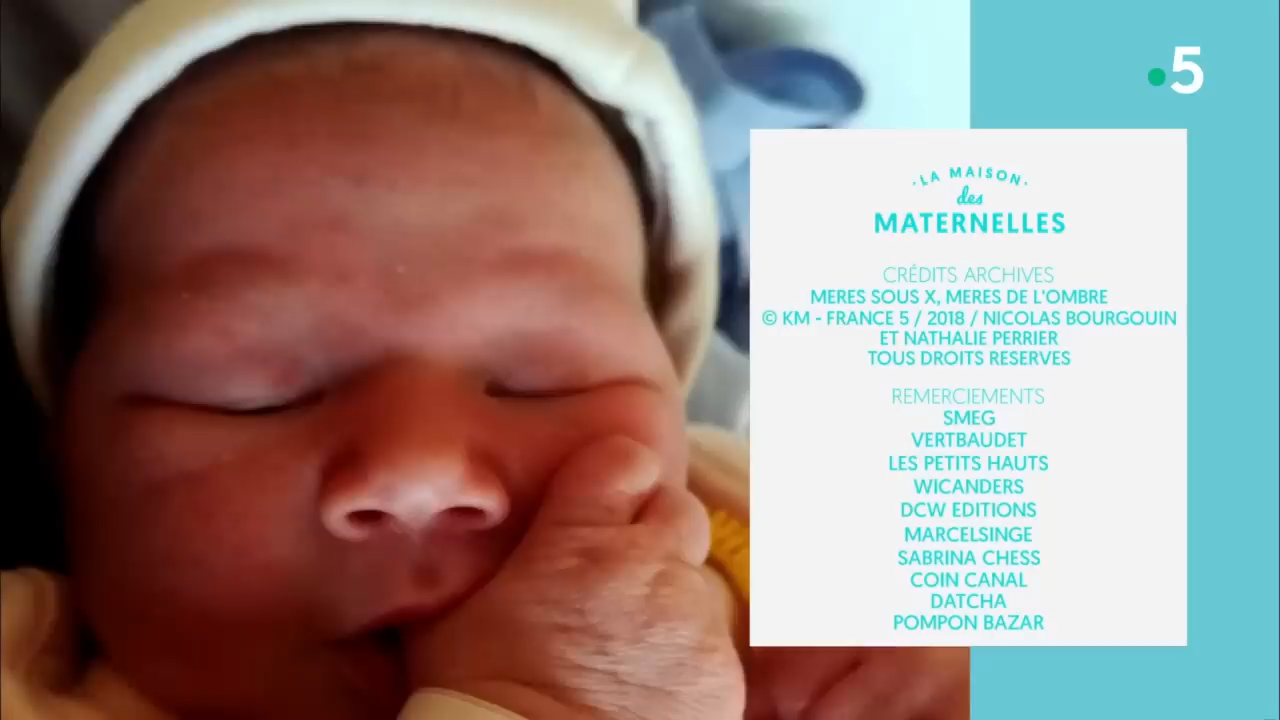 5
· LA MAISON ·
des
MATERNELLES
CRÉDITS ARCHIVES
MERES SOUS X, MERES DE L'OMBRE
© KM - FRANCE 5 / 2018 / NICOLAS BOURGOUIN
ET NATHALIE PERRIER
TOUS DROITS RESERVES
REMERCIEMENTS
SMEG
VERTBAUDET
LES PETITS HAUTS
WICANDERS
DCW EDITIONS
MARCELSINGE
SABRINA CHESS
COIN CANAL
DATCHA
POMPON BAZAR